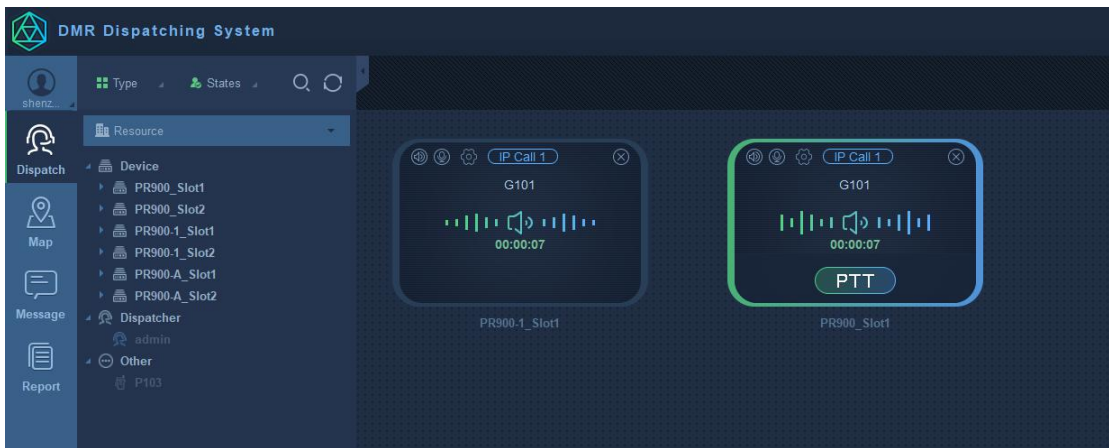 DMR Dispatching System
shenz...
Type
States
Dispatch
Map
Message
Report
Resource
Device
PR900_Slot1
PR900_Slot2
PR900-1_Slot1
PR900-1_Slot2
PR900-A_Slot1
PR900-A_Slot2
Dispatcher
admin
Other
P103
IP Call 1
G101
00:00:07
PR900-1_Slot1
IP Call 1
G101
00:00:07
PTT
PR900_Slot1